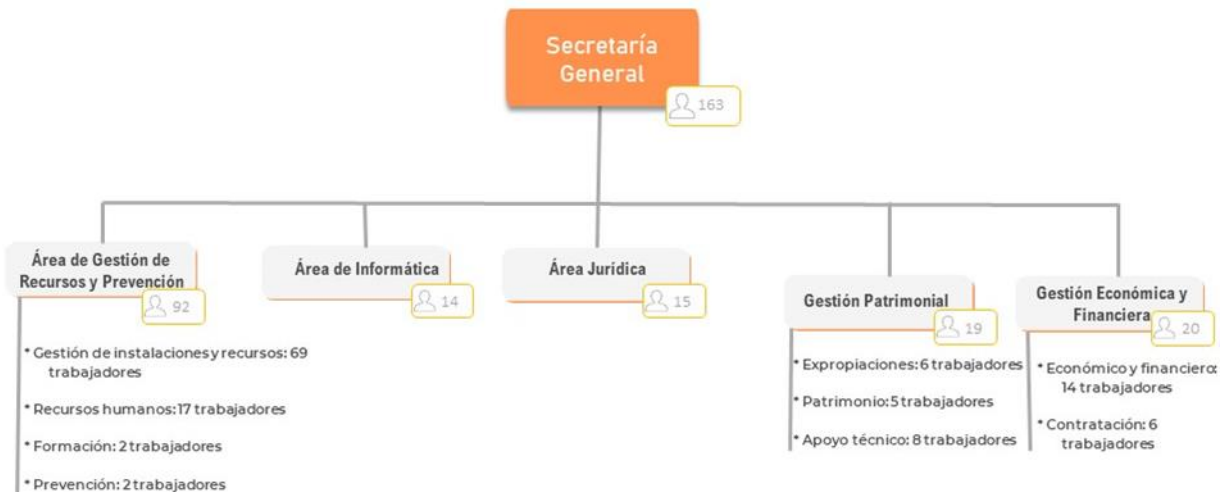 Secretaría
General
163
Área de Gestión de
Recursos y Prevención
92
* Gestión de instalaciones y recursos: 69
trabajadores
* Recursos humanos: 17 trabajadores
* Formación: 2 trabajadores
* Prevención: 2 trabajadores
Área de Informática
14
Área Jurídica
15
Gestión Patrimonial
19
* Expropiaciones: 6 trabajadores
* Patrimonio: 5 trabajadores
* Apoyo técnico: 8 trabajadores
Gestión Económica y
Financiera
20
* Económico y financiero:
14 trabajadores
* Contratación: 6
trabajadores